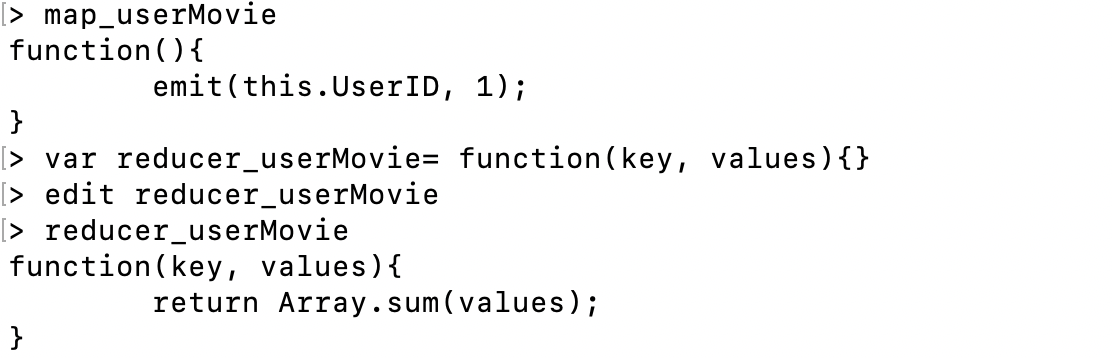 [> map_userMovie
function(){
        emit(this.UserID, 1);
}
[> var reducer_userMovie= function(key, values){}
[> edit reducer_userMovie
[> reducer_userMovie
function(key, values){
        return Array.sum(values);
}